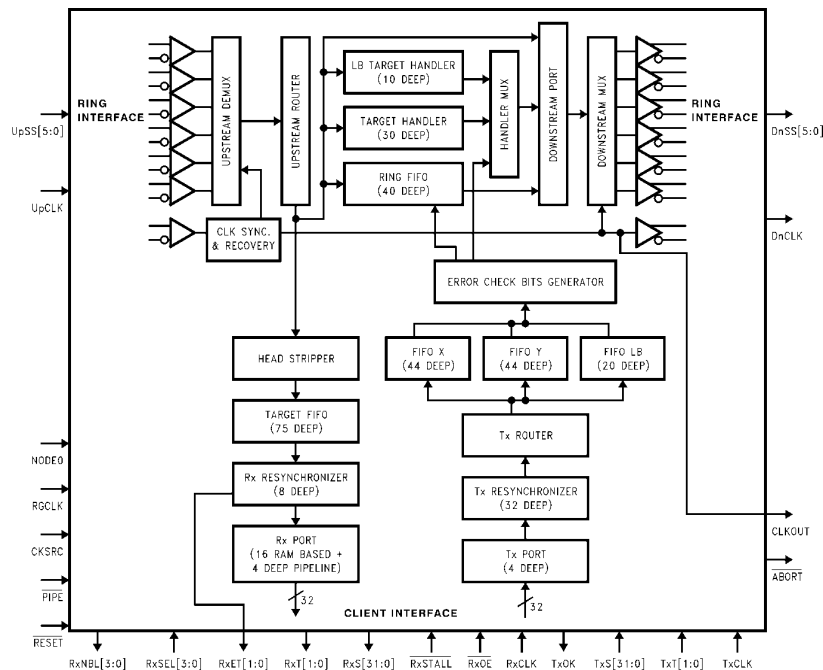 RING INTERFACE
UPSTREAM DEMUX
UPSTREAM ROUTER
LB TARGET HANDLER
(10 DEEP)
TARGET HANDLER
(30 DEEP)
RING FIFO
(40 DEEP)
HANDLER MUX
DOWNSTREAM PORT
DOWNSTREAM MUX
RING INTERFACE
UpSS[5:0]
DnSS[5:0]
UpCLK
DnCLK
CLK SYNC.
& RECOVERY
ERROR CHECK BITS GENERATOR
HEAD STRIPPER
FIFO X
(44 DEEP)
FIFO Y
(44 DEEP)
FIFO LB
(20 DEEP)
TARGET FIFO
(75 DEEP)
Tx ROUTER
NODE0
Rx RESYNCHRONIZER
(8 DEEP)
Tx RESYNCHRONIZER
(32 DEEP)
RGCLK
CLKOUT
CKSRC
Rx PORT
(16 RAM BASED +
4 DEEP PIPELINE)
Tx PORT
(4 DEEP)
ABORT
PIPE
32
32
CLIENT INTERFACE
RESET
RxNBL[3:0]
RxSEL[3:0]
RxET[1:0]
RxT[1:0]
RxS[31:0]
RxSTALL
RxOE
RxCLK
TxOK
TxS[31:0]
TxT[1:0]
TxCLK